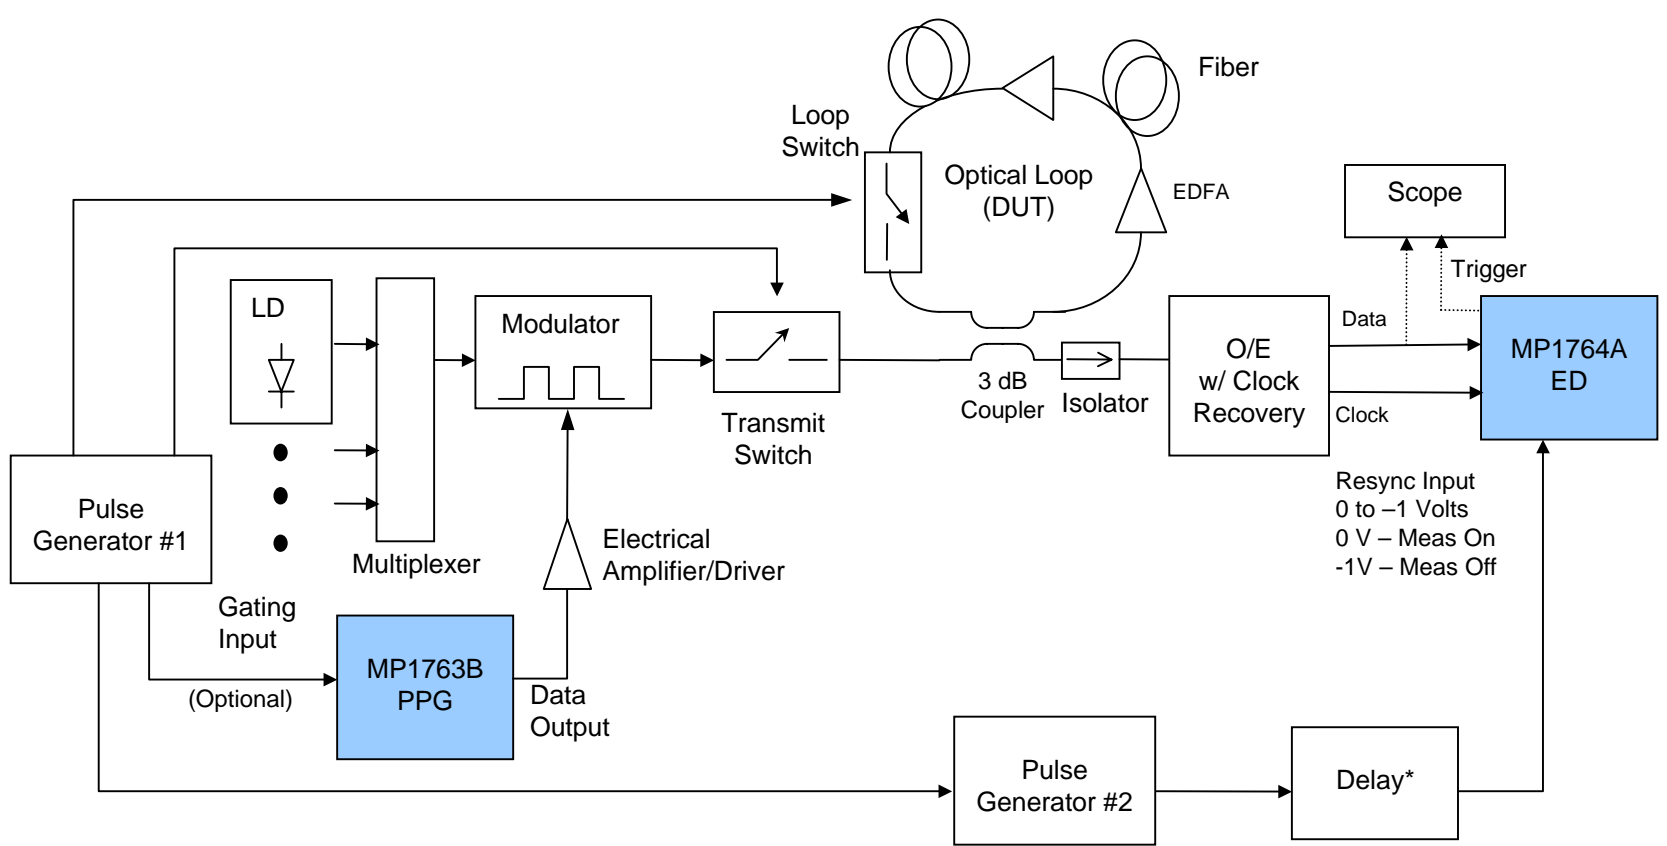 Fiber
Loop
Switch
Optical Loop
(DUT)
EDFA
Scope
Trigger
LD
Modulator
Data
O/E
w/ Clock
Recovery
MP1764A
ED
3 dB
Coupler
Isolator
Clock
Transmit
Switch
Pulse
Generator #1
Multiplexer
Electrical
Amplifier/Driver
Resync Input
0 to –1 Volts
0 V – Meas On
-1V – Meas Off
Gating
Input
(Optional)
MP1763B
PPG
Data
Output
Pulse
Generator #2
Delay*